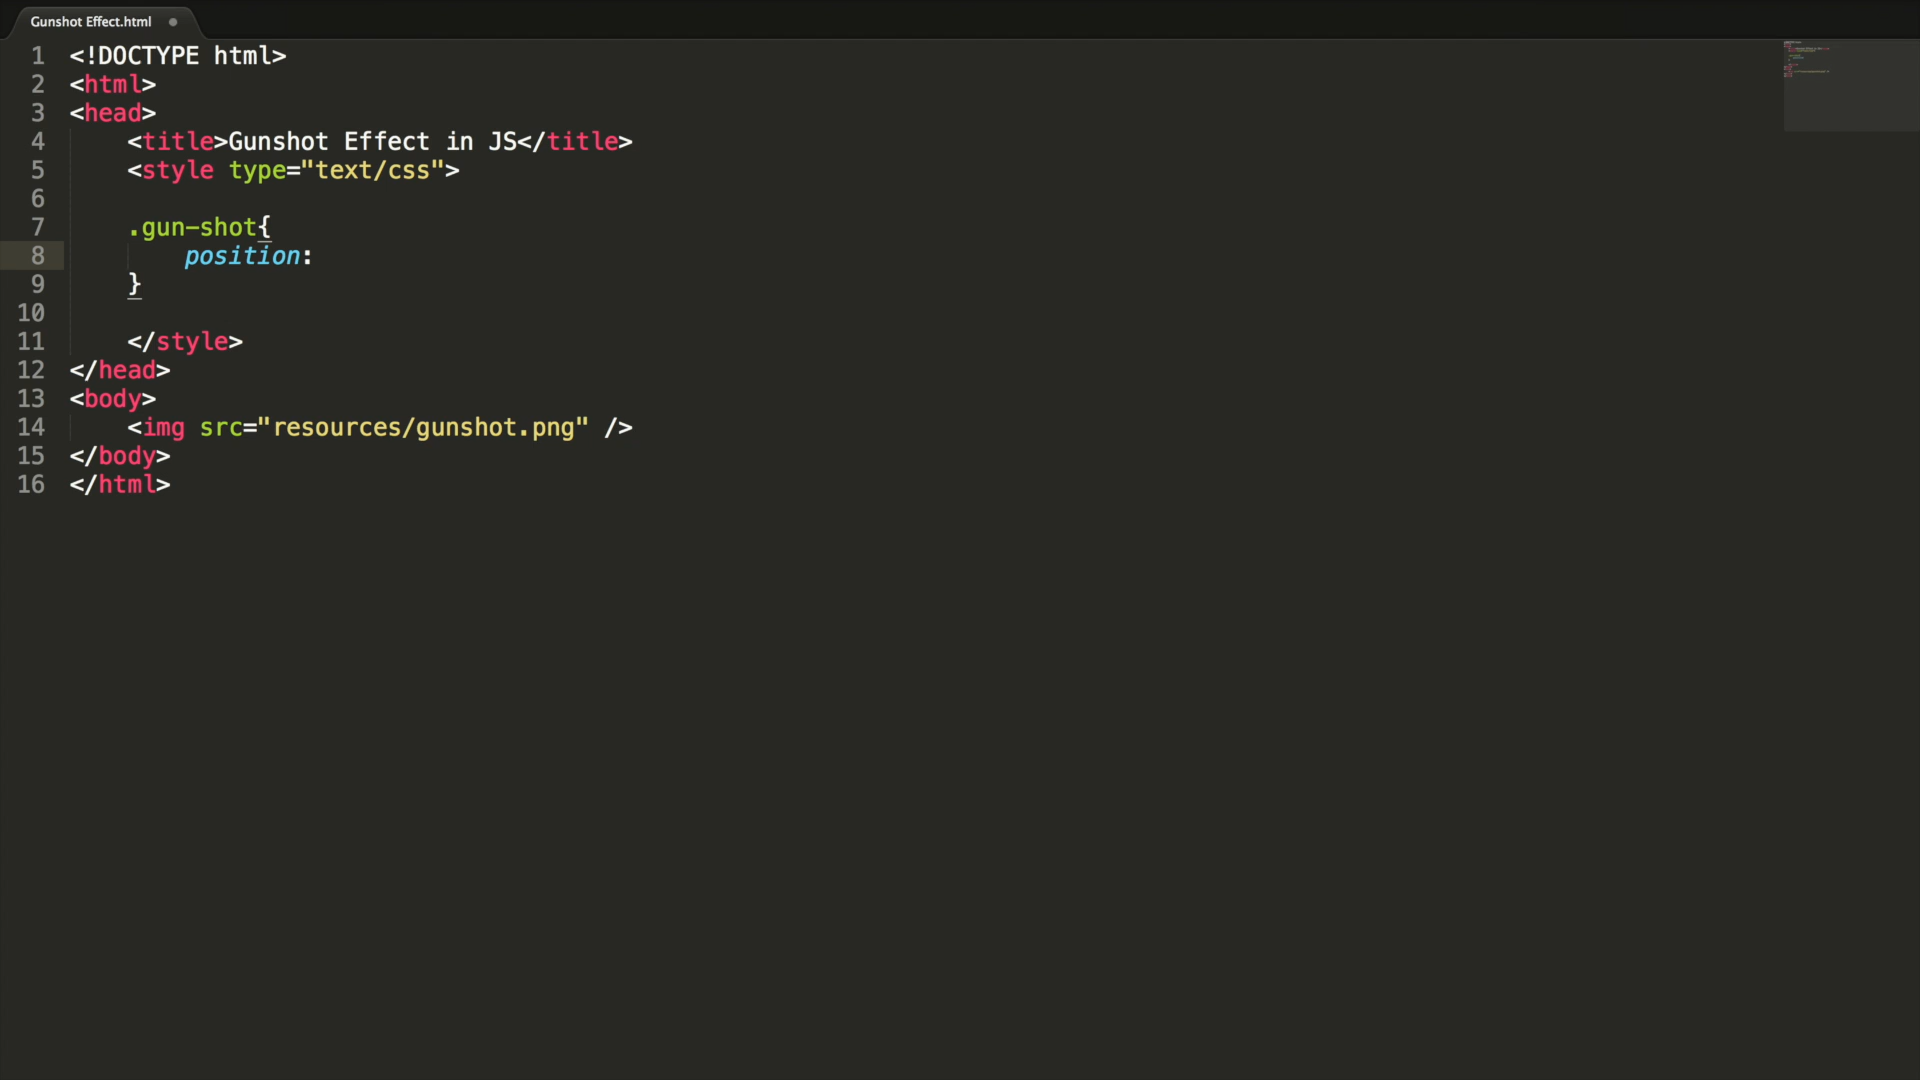 Gunshot Effect.html
1 <!DOCTYPE html>
2 <html>
3 <head>
4     <title>Gunshot Effect in JS</title>
5     <style type="text/css">
6
7     .gun-shot{
8         position:
9     }
10
11     </style>
12 </head>
13 <body>
14     <img src="resources/gunshot.png" />
15 </body>
16 </html>